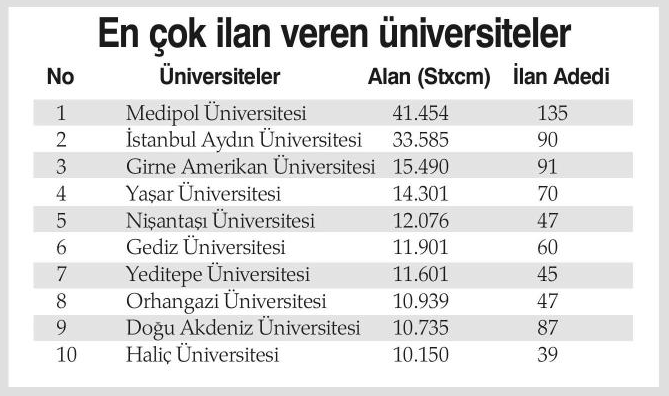 En çok ilan veren üniversiteler
No Üniversiteler Alan (Stxcm) İlan Adedi
1 Medipol Üniversitesi 41.454 135
2 İstanbul Aydın Üniversitesi 33.585 90
3 Girne Amerikan Üniversitesi 15.490 91
4 Yaşar Üniversitesi 14.301 70
5 Nişantaşı Üniversitesi 12.076 47
6 Gediz Üniversitesi 11.901 60
7 Yeditepe Üniversitesi 11.601 45
8 Orhangazi Üniversitesi 10.939 47
9 Doğu Akdeniz Üniversitesi 10.735 87
10 Haliç Üniversitesi 10.150 39